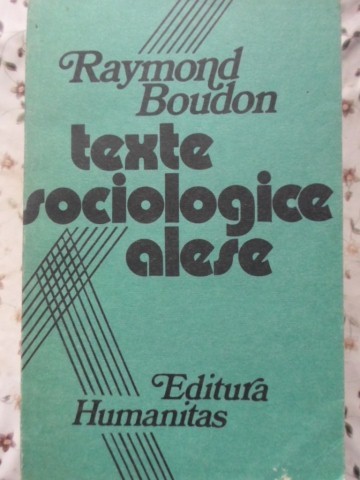 Raymond
Boudon
texte
sociologice
alese
Editura
Humanitas